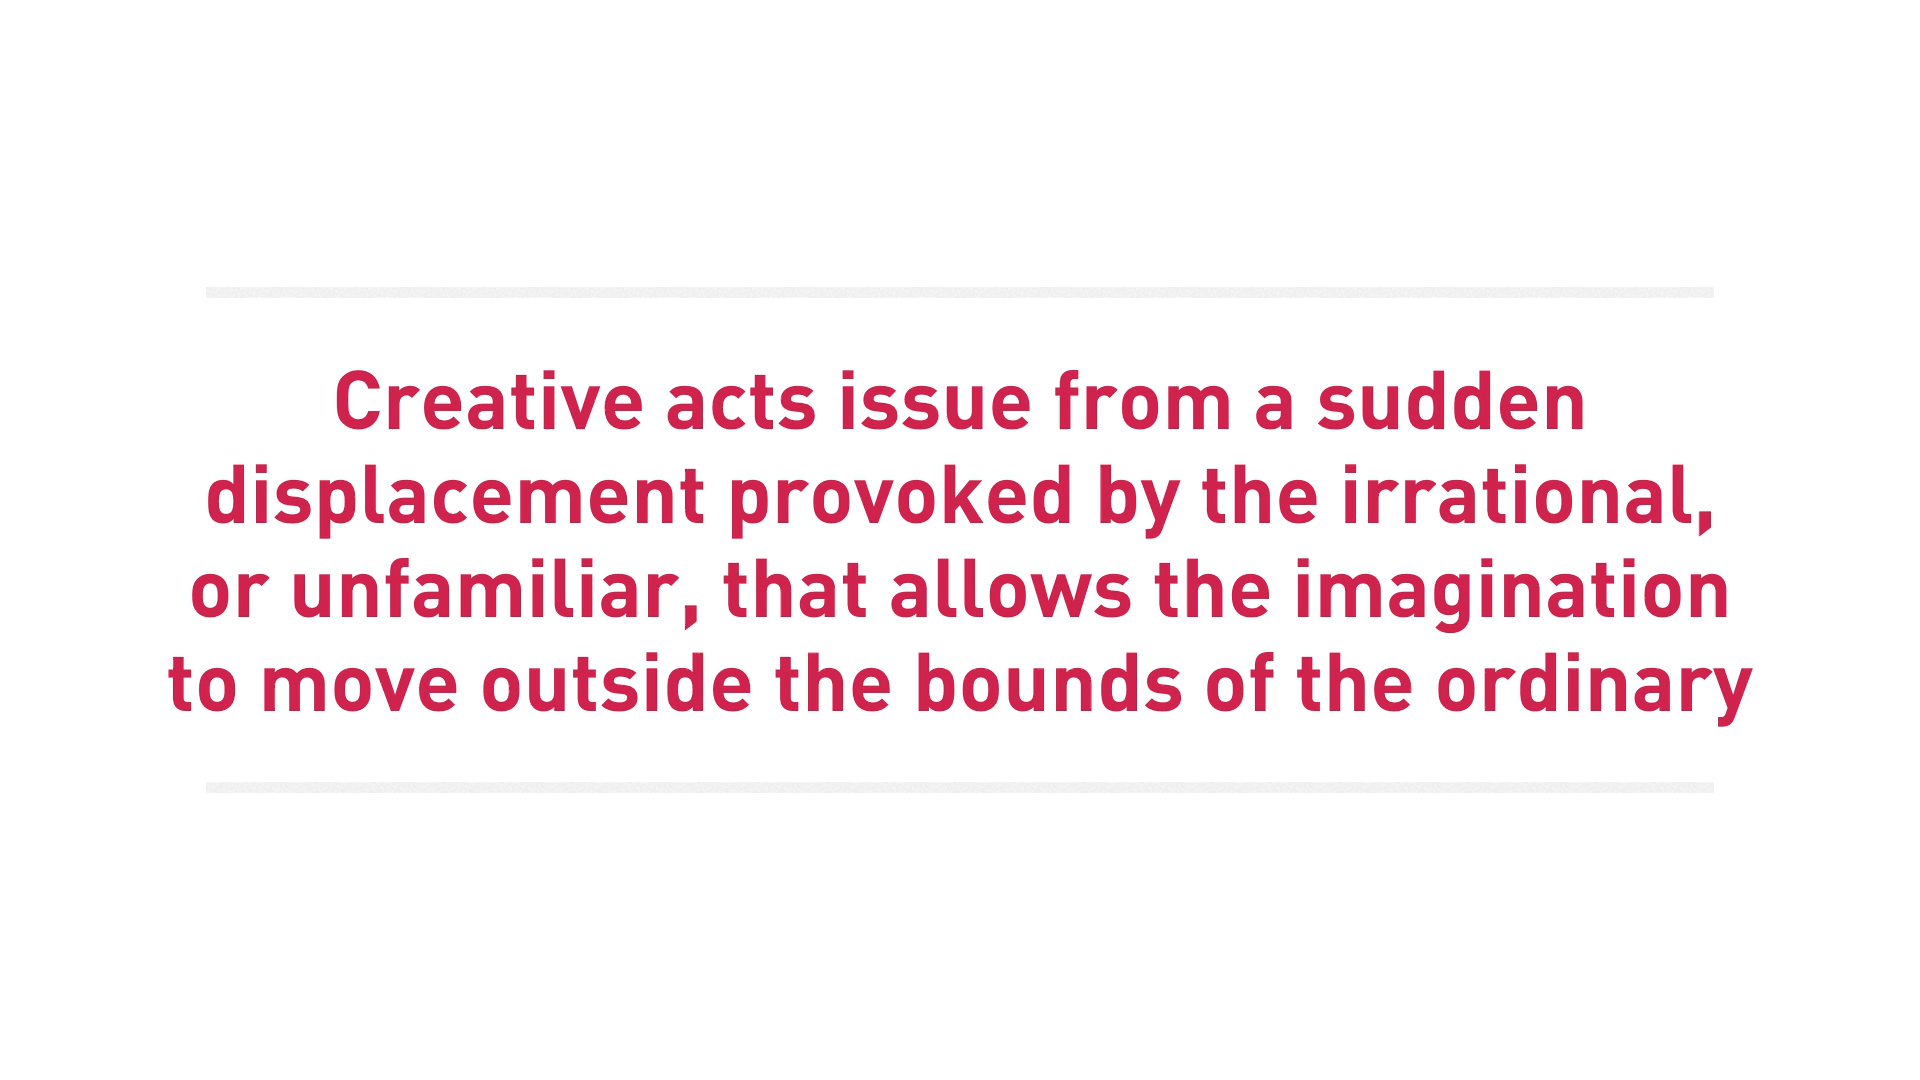 Creative acts issue from a sudden
displacement provoked by the irrational,
or unfamiliar, that allows the imagination
to move outside the bounds of the ordinary